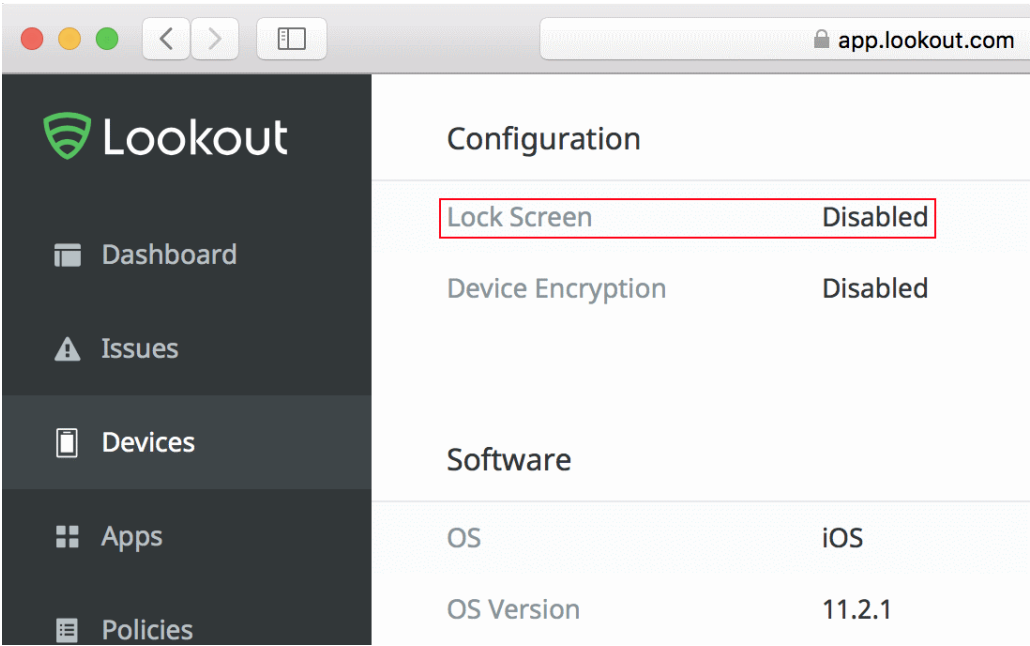 app.lookout.com
Lookout
Dashboard
Issues
Devices
Apps
Policies
Configuration
Lock Screen Disabled
Device Encryption Disabled
Software
OS iOS
OS Version 11.2.1